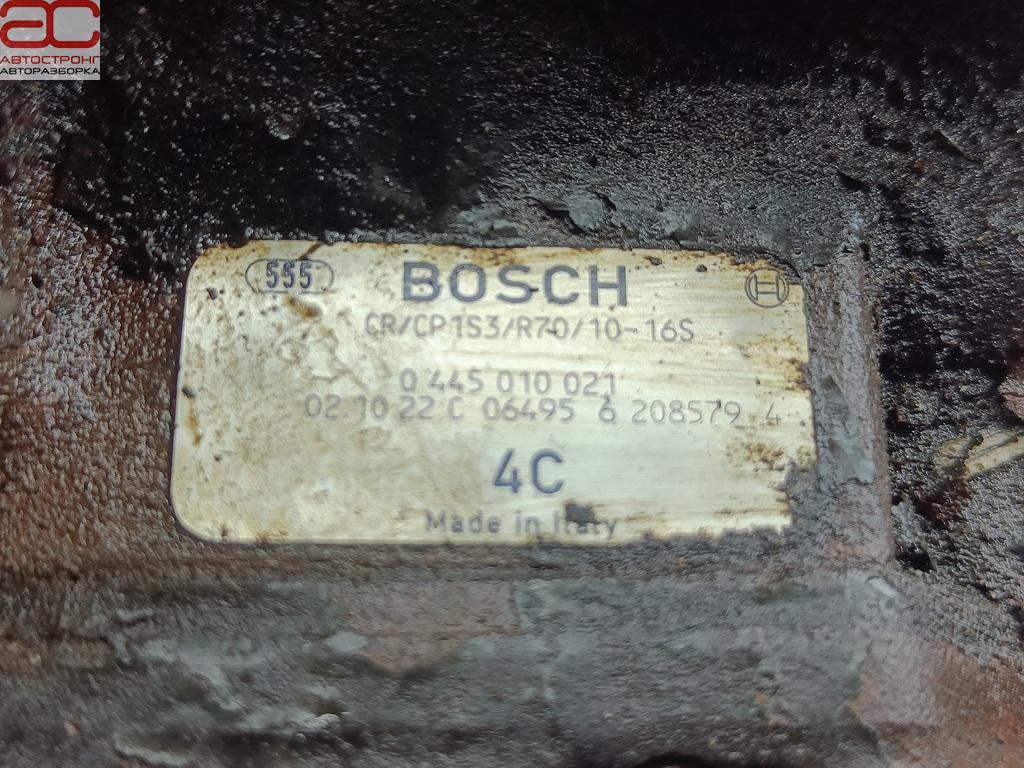 ac
АВТОСТРОНГ
АВТОРАЗБОРКА
555 BOSCH
CR/CP1S3/R70/10-16S
0 445 010 021
02 10 22 C 06495 6 208579 4
4C
Made in Italy